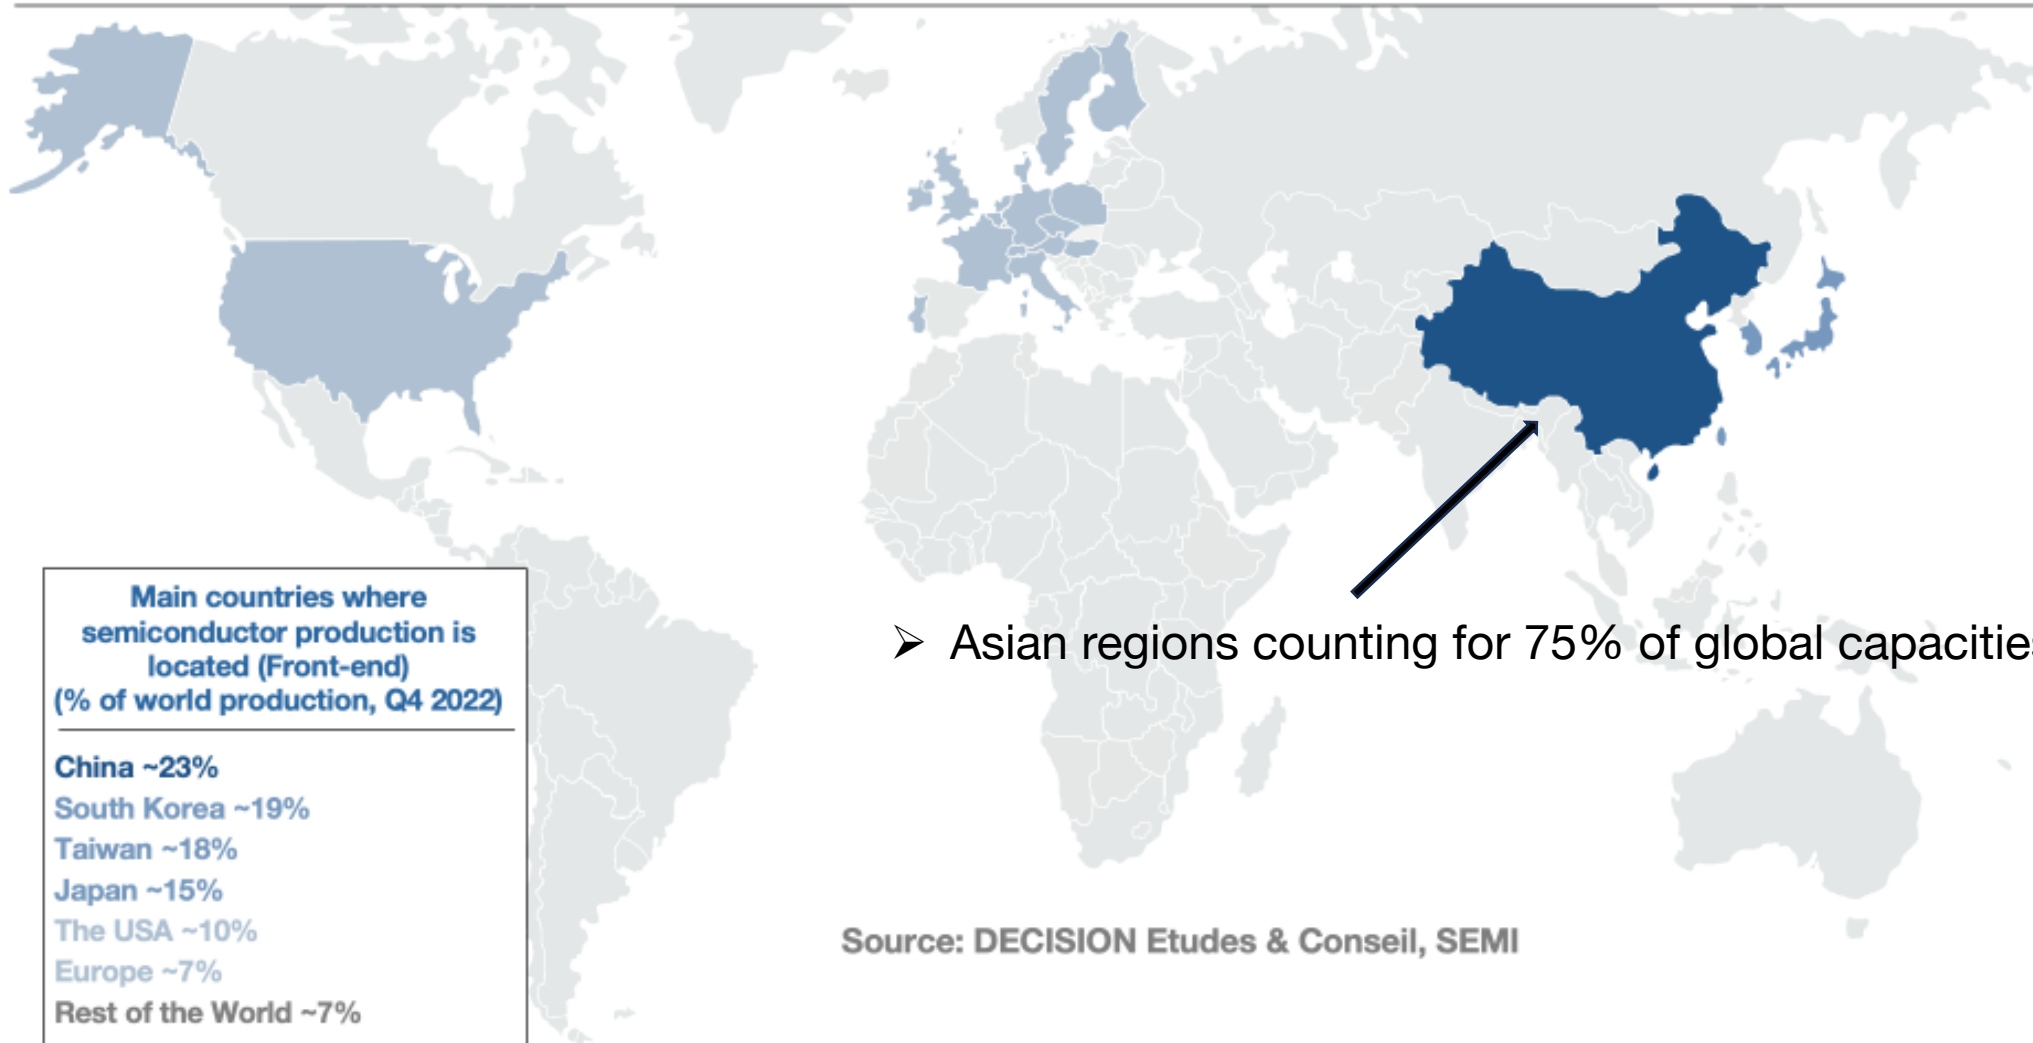 Main countries where
semiconductor production is
located (Front-end)
(% of world production, Q4 2022)
China ~23%
South Korea ~19%
Taiwan ~18%
Japan ~15%
The USA ~10%
Europe ~7%
Rest of the World ~7%
➢ Asian regions counting for 75% of global capacities
Source: DECISION Etudes & Conseil, SEMI